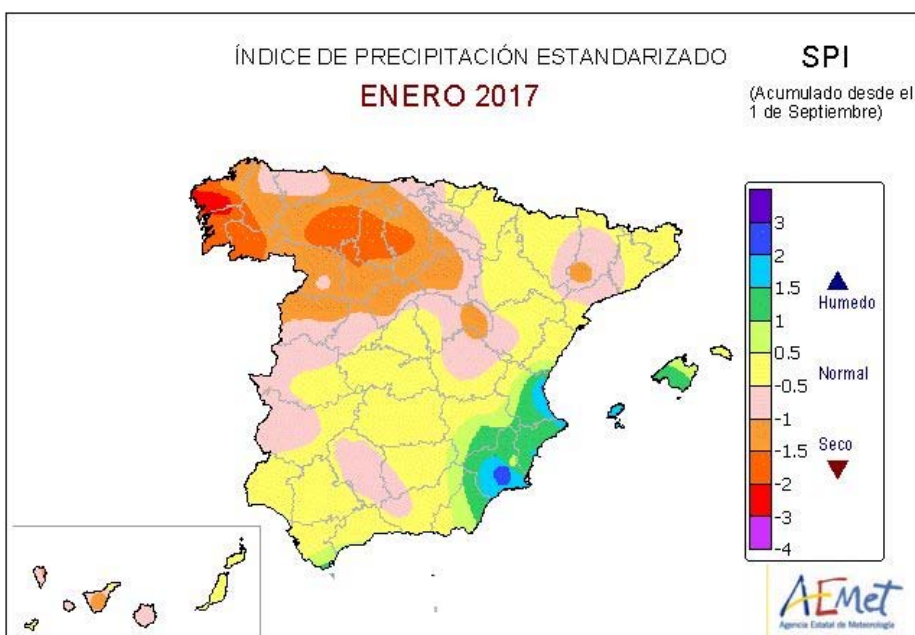 ÍNDICE DE PRECIPITACIÓN ESTANDARIZADO
ENERO 2017
SPI
(Acumulado desde el
1 de Septiembre)
3
2
1.5
1
0.5
-0.5
-1
-1.5
-2
-3
-4
Humedo
Normal
Seco
AEMet
Agencia Estatal de Meteorología